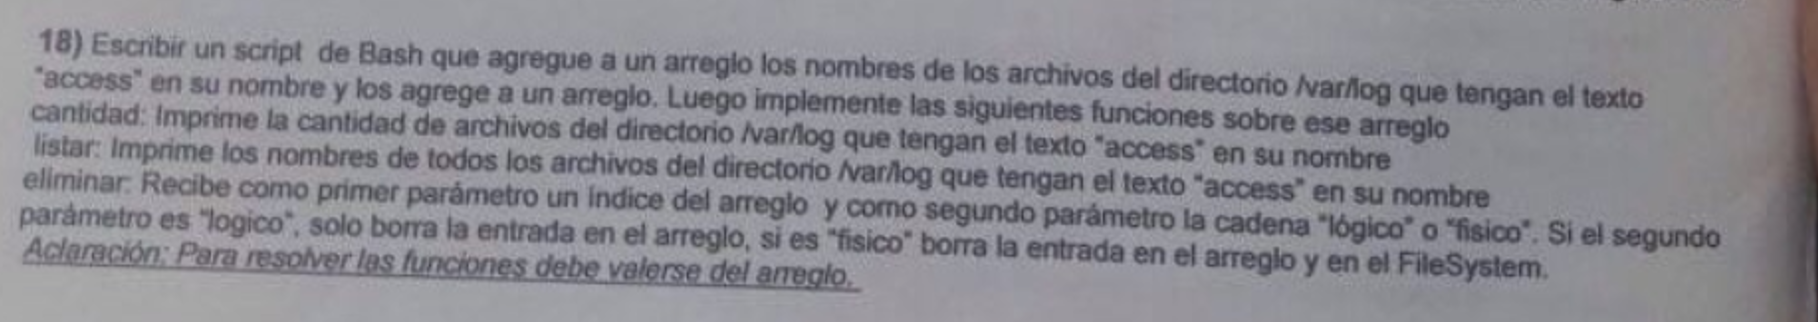 18) Escribir un script de Bash que agregue a un arreglo los nombres de los archivos del directorio /var/log que tengan el texto
"access" en su nombre y los agrege a un arreglo. Luego implemente las siguientes funciones sobre ese arreglo
cantidad: Imprime la cantidad de archivos del directorio /var/log que tengan el texto "access" en su nombre
listar: Imprime los nombres de todos los archivos del directorio /var/log que tengan el texto "access" en su nombre
eliminar: Recibe como primer parámetro un índice del arreglo y como segundo parámetro la cadena "lógico" o "fisico". Si el segundo
parámetro es "logico", solo borra la entrada en el arreglo, si es "fisico" borra la entrada en el arreglo y en el FileSystem.
Aclaración: Para resolver las funciones debe valerse del arreglo.